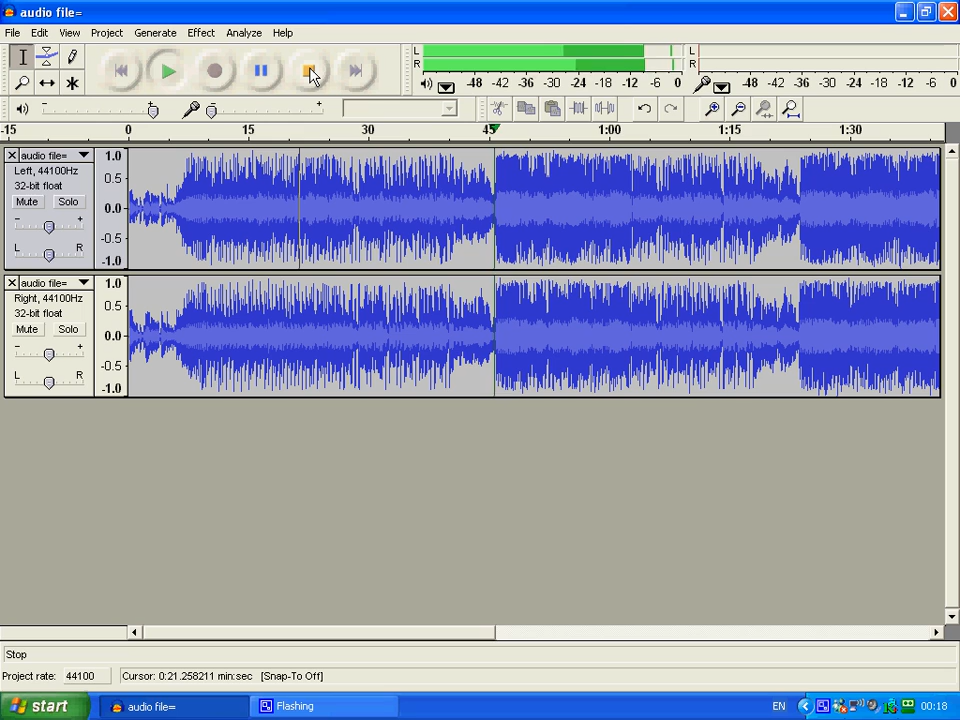 audio file=
File Edit View Project Generate Effect Analyze Help
L
R
-48 -42 -36 -30 -24 -18 -12 -6 0
L
R
-48 -42 -36 -30 -24 -18 -12 -6 0
-15 0 15 30 45 1:00 1:15 1:30
audio file=
Left, 44100Hz
32-bit float
Mute Solo
- +
L R
1.0
0.5
0.0
-0.5
-1.0
audio file=
Right, 44100Hz
32-bit float
Mute Solo
- +
L R
1.0
0.5
0.0
-0.5
-1.0
Stop
Project rate: 44100 Cursor: 0:21.258211 min:sec [Snap-To Off]
start audio file= Flashing EN 00:18